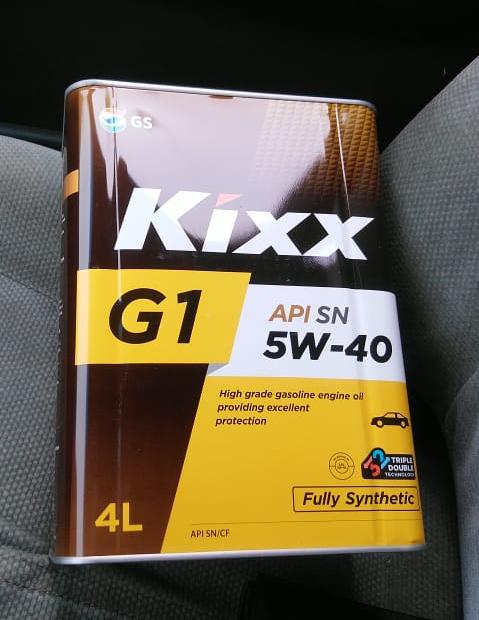 GS
Kixx
G1
API SN
5W-40
High grade gasoline engine oil
providing excellent
protection
TRIPLE
DOUBLE
TECHNOLOGY
Fully Synthetic
4L
API SN/CF